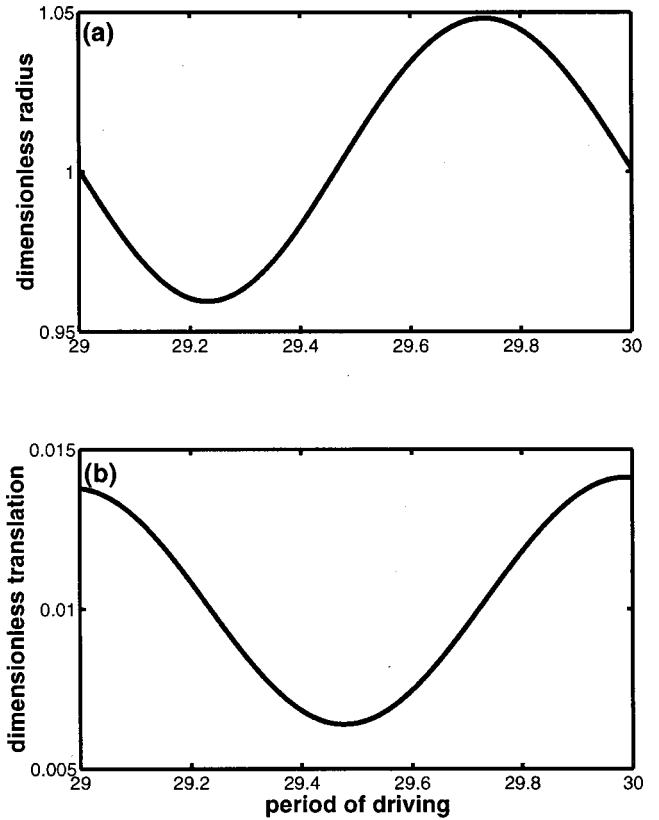 1.05
(a)
dimensionless radius
1
0.95
29 29.2 29.4 29.6 29.8 30
0.015
(b)
dimensionless translation
0.01
0.005
29 29.2 29.4 29.6 29.8 30
period of driving